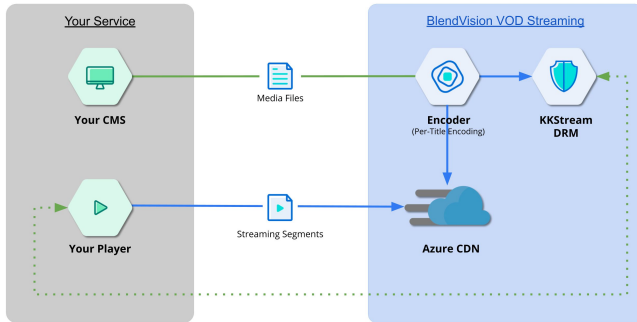 Your Service
BlendVision VOD Streaming
Media Files
Your CMS
Encoder
(Per-Title Encoding)
KKStream
DRM
Streaming Segments
Your Player
Azure CDN